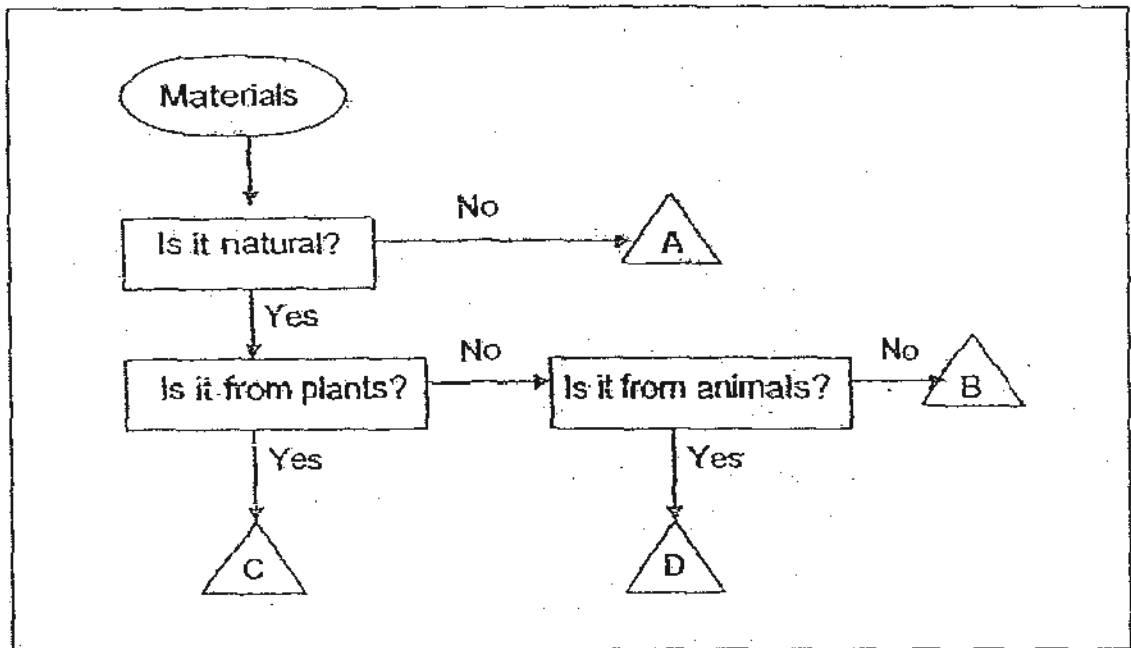 Materials
No
Is it natural?
A
Yes
No
No
Is it from plants?
Is it from animals?
B
Yes
Yes
C
D